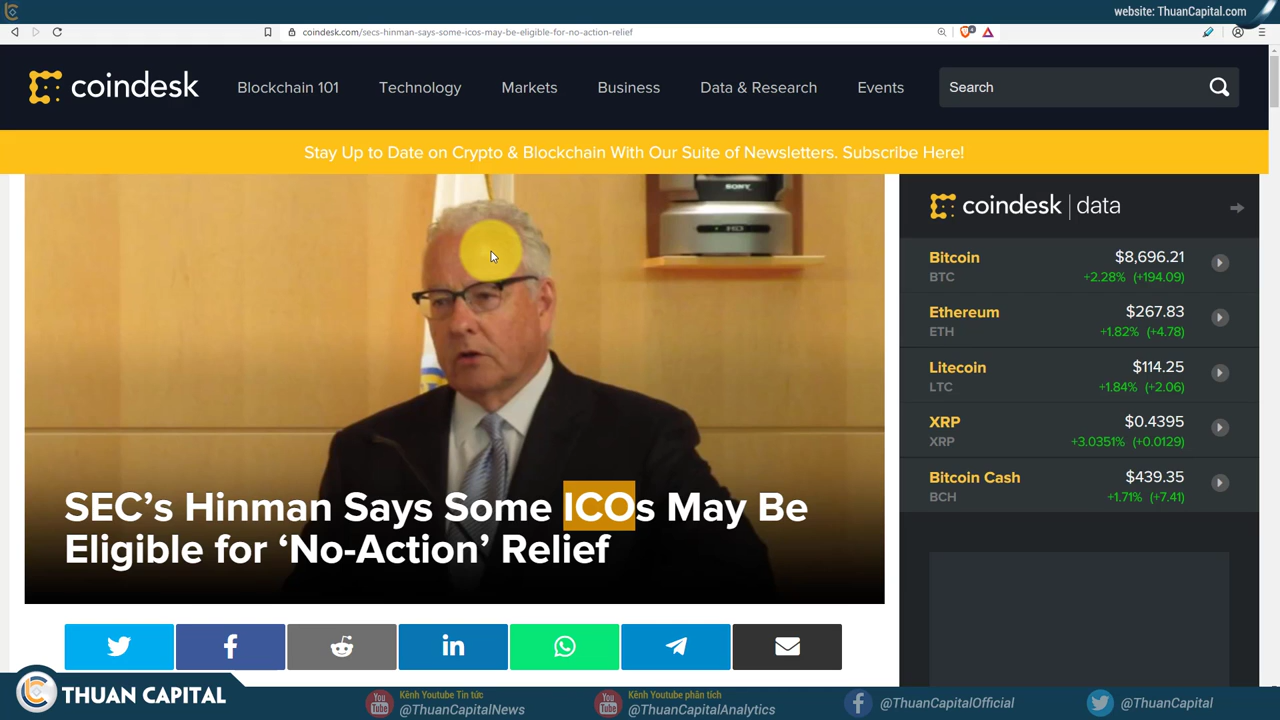 website: ThuanCapital.com
coindesk.com/secs-hinman-says-some-icos-may-be-eligible-for-no-action-relief
coindesk
Blockchain 101
Technology
Markets
Business
Data & Research
Events
Search
Stay Up to Date on Crypto & Blockchain With Our Suite of Newsletters. Subscribe Here!
SONY
SEC's Hinman Says Some ICOs May Be
Eligible for ‘No-Action’ Relief
coindesk | data
Bitcoin $8,696.21
BTC +2.28% (+194.09)
Ethereum $267.83
ETH +1.82% (+4.78)
Litecoin $114.25
LTC +1.84% (+2.06)
XRP $0.4395
XRP +3.0351% (+0.0129)
Bitcoin Cash $439.35
BCH +1.71% (+7.41)
THUAN CAPITAL
You Tube
Kênh Youtube Tin tức
@ThuanCapitalNews
You Tube
Kênh Youtube phân tích
@ThuanCapitalAnalytics
@ThuanCapitalOfficial
@ThuanCapital